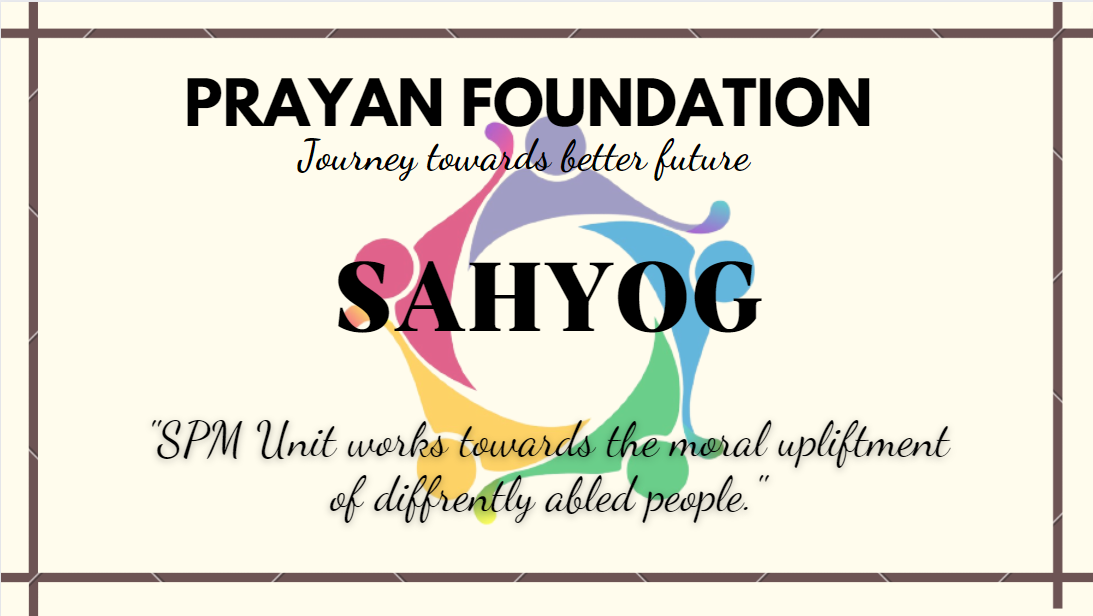 PRAYAN FOUNDATION
Journey towards better future
SAHYOG
"SPM Unit works towards the moral upliftment
of diffrently abled people."